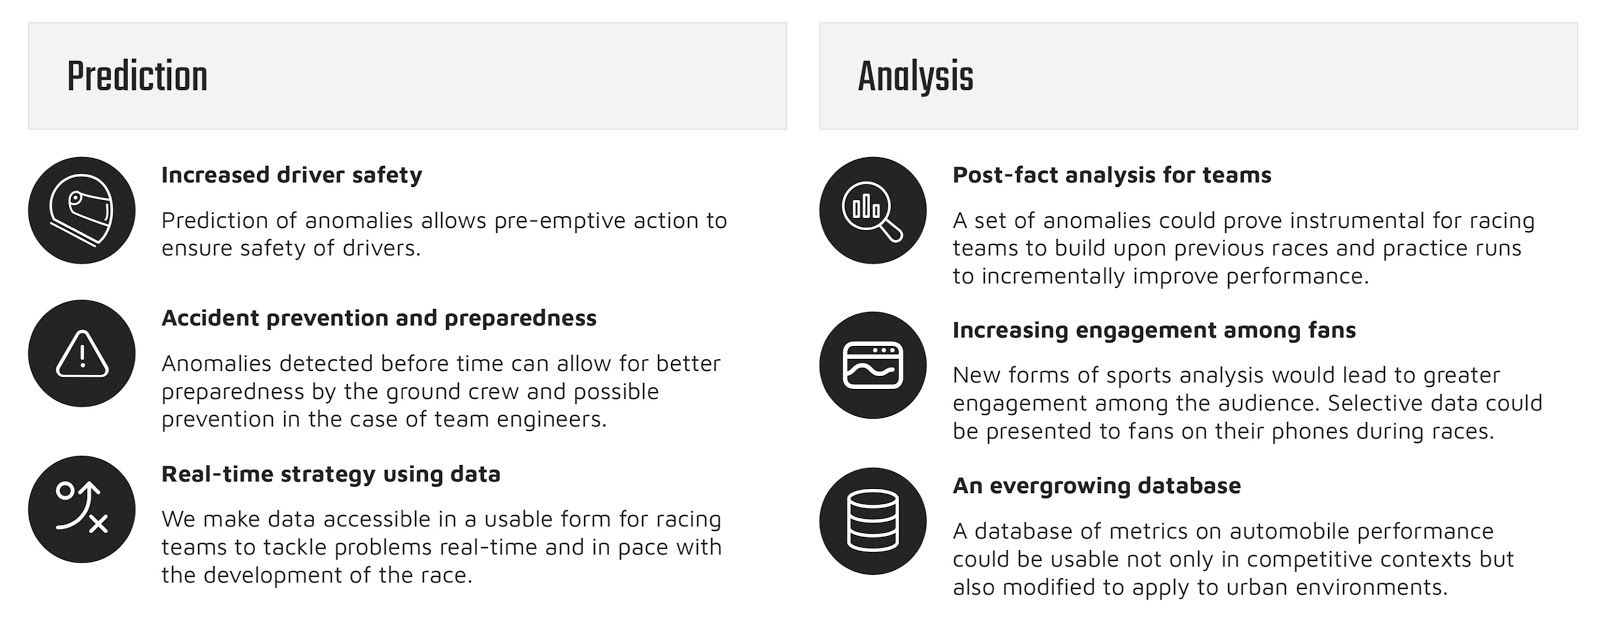 Prediction
Increased driver safety
Prediction of anomalies allows pre-emptive action to
ensure safety of drivers.
Accident prevention and preparedness
Anomalies detected before time can allow for better
preparedness by the ground crew and possible
prevention in the case of team engineers.
Real-time strategy using data
We make data accessible in a usable form for racing
teams to tackle problems real-time and in pace with
the development of the race.
Analysis
Post-fact analysis for teams
A set of anomalies could prove instrumental for racing
teams to build upon previous races and practice runs
to incrementally improve performance.
Increasing engagement among fans
New forms of sports analysis would lead to greater
engagement among the audience. Selective data could
be presented to fans on their phones during races.
An evergrowing database
A database of metrics on automobile performance
could be usable not only in competitive contexts but
also modified to apply to urban environments.